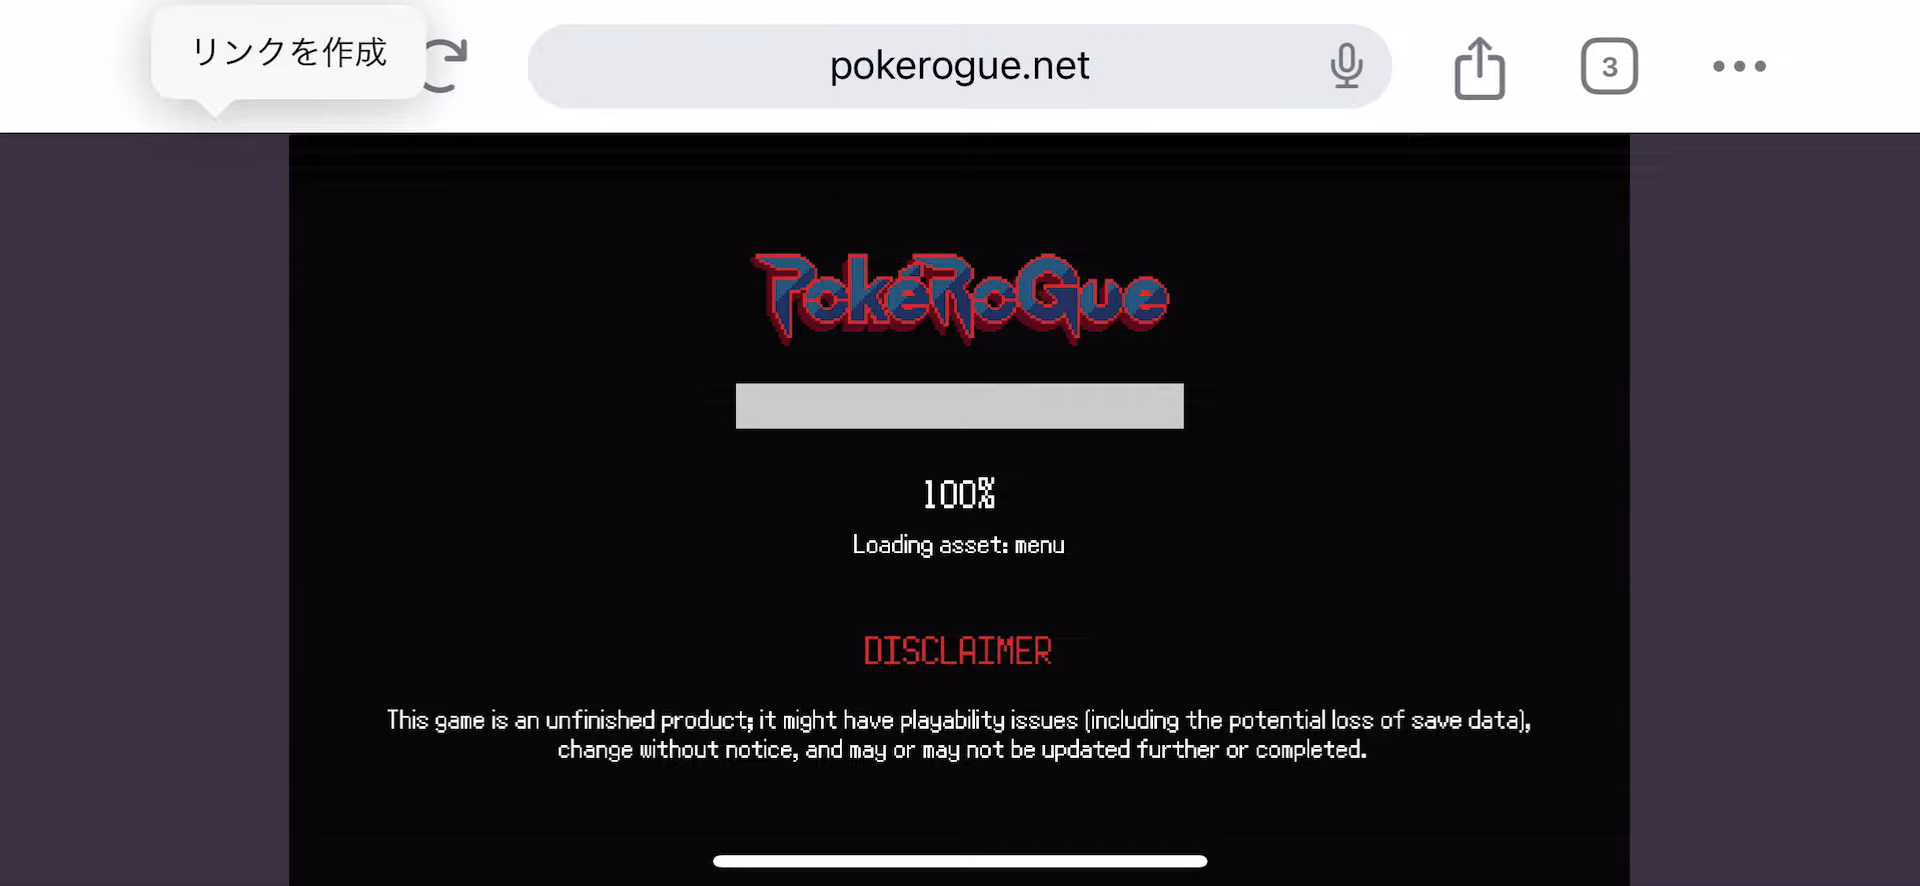 リンクを作成
pokerogue.net
3
PokéRoGue
100%
Loading asset: menu
DISCLAIMER
This game is an unfinished product; it might have playability issues (including the potential loss of save data),
change without notice, and may or may not be updated further or completed.